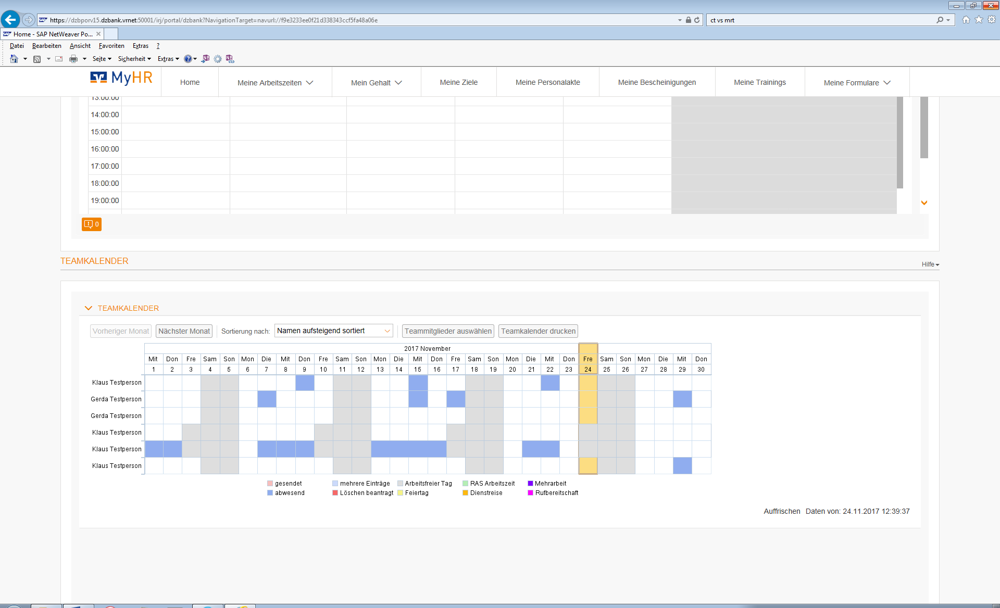 https://dzbporv15.dzbank.vrnet:50001/irj/portal/dzbank?NavigationTarget=navurl://f9e3233ee0f21d338343ccf5fa48a06e
ct vs mrt
Home - SAP NetWeaver Po...
Datei Bearbeiten Ansicht Favoriten Extras ?
Seite Sicherheit Extras
MyHR Home Meine Arbeitszeiten Mein Gehalt Meine Ziele Meine Personalakte Meine Bescheinigungen Meine Trainings Meine Formulare
13:00:00
14:00:00
15:00:00
16:00:00
17:00:00
18:00:00
19:00:00
0
TEAMKALENDER
Hilfe
TEAMKALENDER
Vorheriger Monat Nächster Monat Sortierung nach: Namen aufsteigend sortiert Teammitglieder auswählen Teamkalender drucken
2017 November
Mit Don Fre Sam Son Mon Die Mit Don Fre Sam Son Mon Die Mit Don Fre Sam Son Mon Die Mit Don Fre Sam Son Mon Die Mit Don
1 2 3 4 5 6 7 8 9 10 11 12 13 14 15 16 17 18 19 20 21 22 23 24 25 26 27 28 29 30
Klaus Testperson
Gerda Testperson
Gerda Testperson
Klaus Testperson
Klaus Testperson
Klaus Testperson
gesendet mehrere Einträge Arbeitsfreier Tag RAS Arbeitszeit Mehrarbeit
abwesend Löschen beantragt Feiertag Dienstreise Rufbereitschaft
Auffrischen Daten von: 24.11.2017 12:39:37